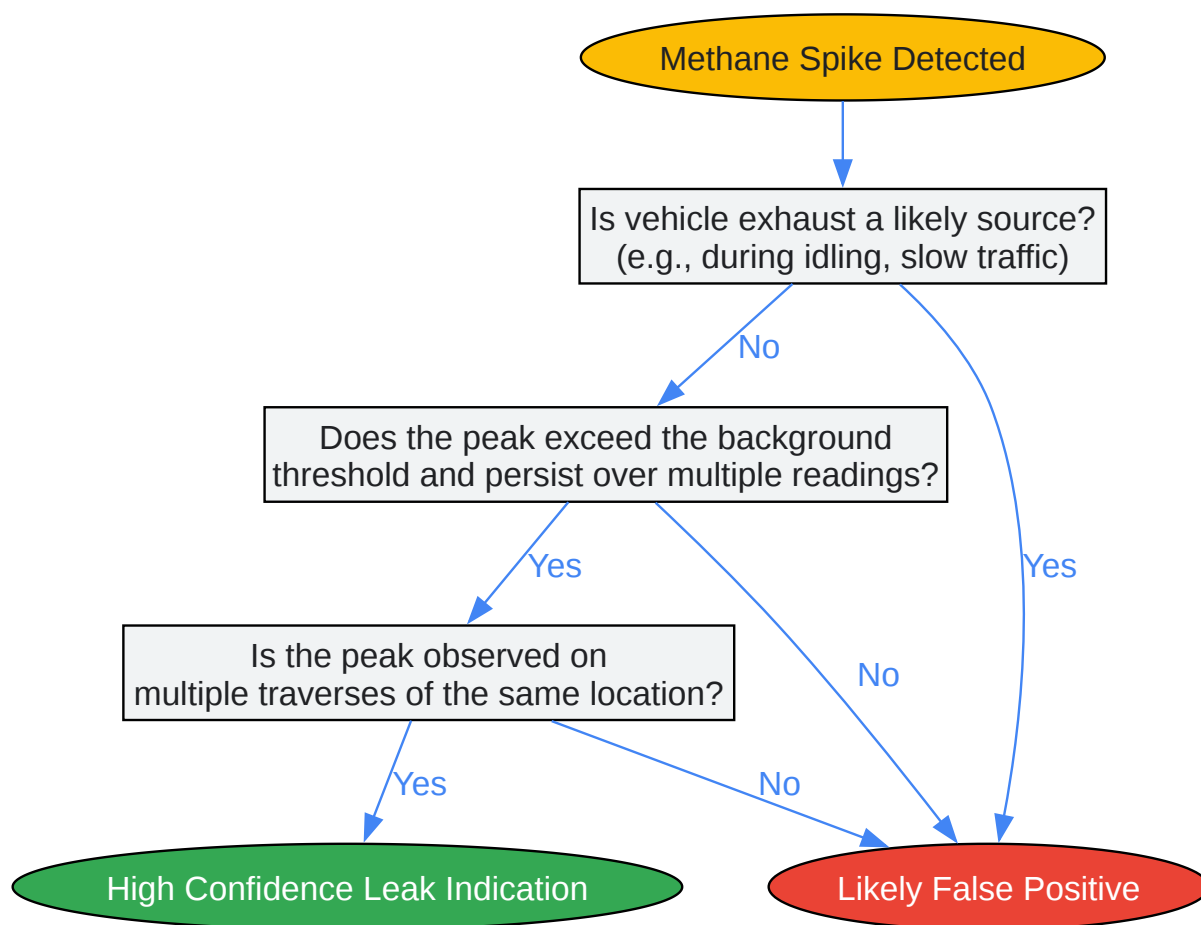 Methane Spike Detected
Is vehicle exhaust a likely source?
(e.g., during idling, slow traffic)
No
Does the peak exceed the background
threshold and persist over multiple readings?
Yes
Yes
Is the peak observed on
multiple traverses of the same location?
No
Yes
No
High Confidence Leak Indication
Likely False Positive